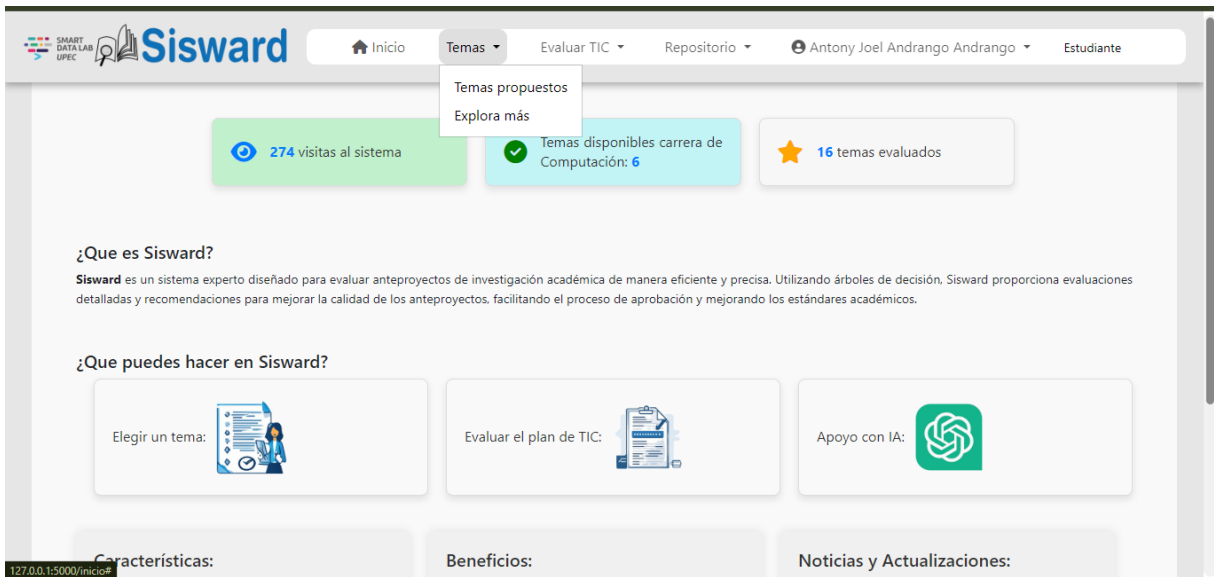 SMART
DATA LAB
UPEC
Sisward
Inicio
Temas
Evaluar TIC
Repositorio
Antony Joel Andrango Andrango
Estudiante
Temas propuestos
Explora más
274 visitas al sistema
Temas disponibles carrera de
Computación: 6
16 temas evaluados
¿Que es Sisward?
Sisward es un sistema experto diseñado para evaluar anteproyectos de investigación académica de manera eficiente y precisa. Utilizando árboles de decisión, Sisward proporciona evaluaciones
detalladas y recomendaciones para mejorar la calidad de los anteproyectos, facilitando el proceso de aprobación y mejorando los estándares académicos.
¿Que puedes hacer en Sisward?
Elegir un tema:
Evaluar el plan de TIC:
Apoyo con IA:
Características:
Beneficios:
Noticias y Actualizaciones:
127.0.0.1:5000/inicio#